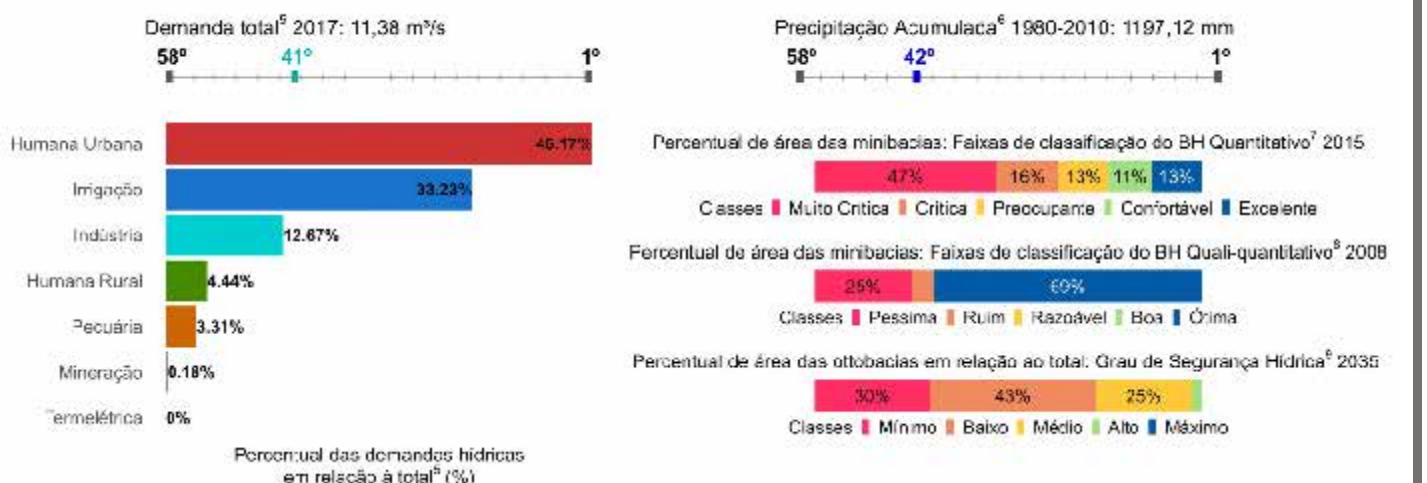 Demanda total⁵ 2017: 11,38 m³/s
58º 41º 1º
Humana Urbana 46.17%
Irrigação 33.23%
Indústria 12.67%
Humana Rural 4.44%
Pecuária 3.31%
Mineração 0.18%
Termelétrica 0%
Percentual das demandas hídricas
em relação à total⁵ (%)
Precipitação Acumulada⁶ 1980-2010: 1197,12 mm
58º 42º 1º
Percentual de área das minibacias: Faixas de classificação do BH Quantitativo⁷ 2015
47% 16% 13% 11% 13%
Classes Muito Crítica Crítica Preocupante Confortável Excelente
Percentual de área das minibacias: Faixas de classificação do BH Quali-quantitativo⁸ 2008
25% 69%
Classes Péssima Ruim Razoável Boa Ótima
Percentual de área das ottobacias em relação ao total: Grau de Segurança Hídrica⁹ 2035
30% 43% 25%
Classes Mínimo Baixo Médio Alto Máximo